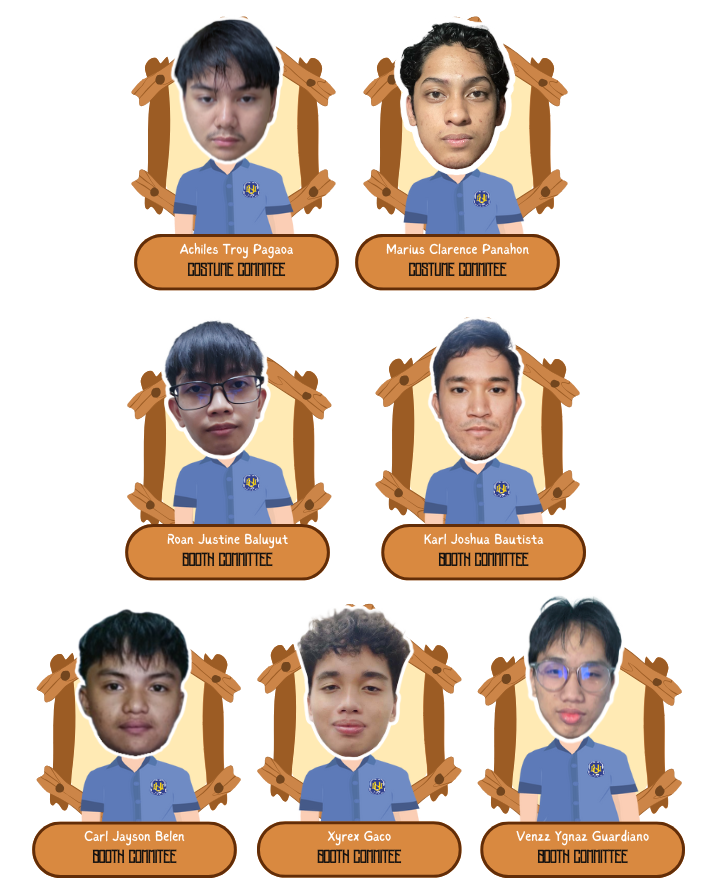 Achiles Troy Pagaoa
COSTUME COMMITEE
Marius Clarence Panahon
COSTUME COMMITEE
Roan Justine Baluyut
BOOTH COMMITTEE
Karl Joshua Bautista
BOOTH COMMITTEE
Carl Jayson Belen
BOOTH COMMITEE
Xyrex Gaco
BOOTH COMMITEE
Venzz Ygnaz Guardiano
BOOTH COMMITTEE